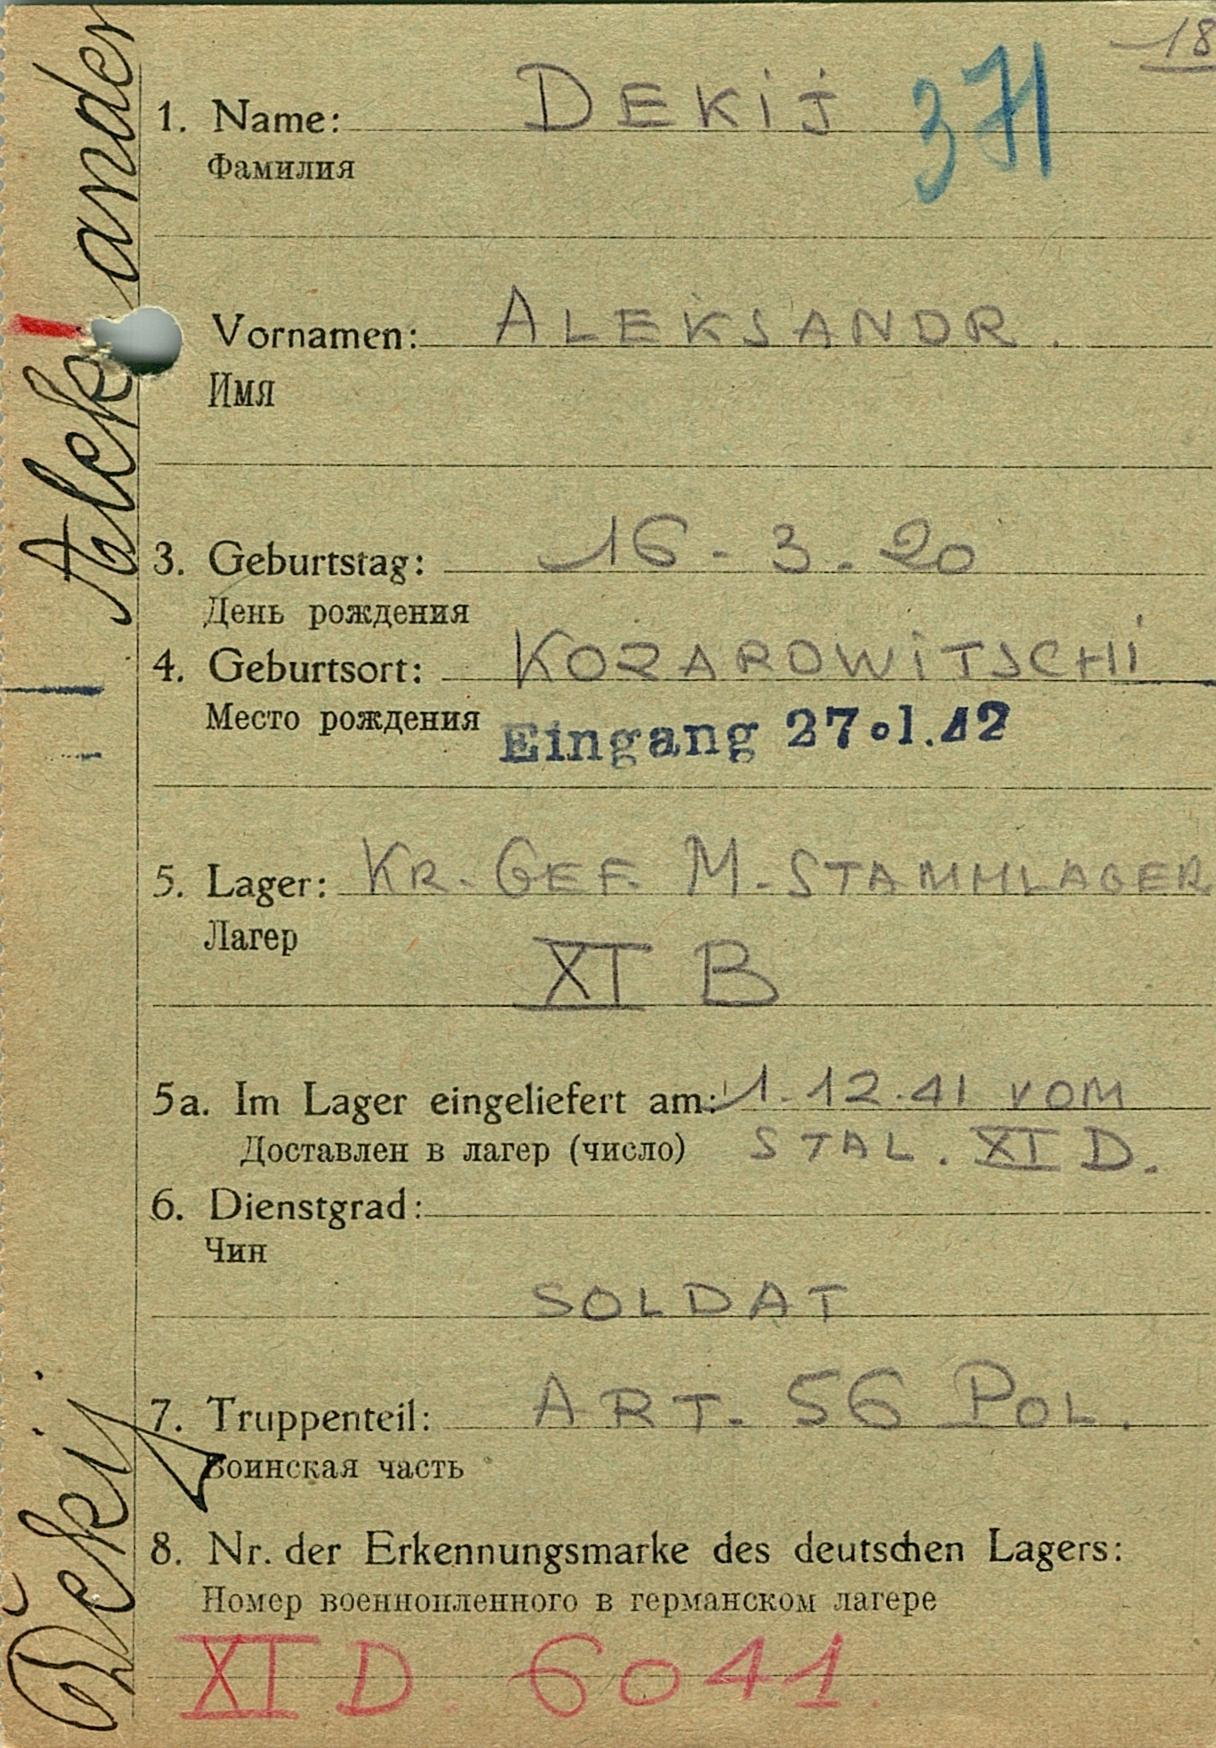 18
1. Name: DEKIJ 371
Фамилия
Vornamen: ALEKSANDR.
Имя
3. Geburtstag: 16-3.20
День рождения
4. Geburtsort: KOZAROWITSCHI
Место рождения
Eingang 27.1.42
5. Lager: KR. GEF. M-STAMMLAGER
Лагер
XI B
5a. Im Lager eingeliefert am: 1.12.41 VOM
Доставлен в лагер (число) STAL. XI D.
6. Dienstgrad:
Чин
SOLDAT
7. Truppenteil: ART. 56 POL.
Воинская часть
8. Nr. der Erkennungsmarke des deutschen Lagers:
Номер военнопленного в германском лагере
XI D. 6041.
Dekij Aleksander